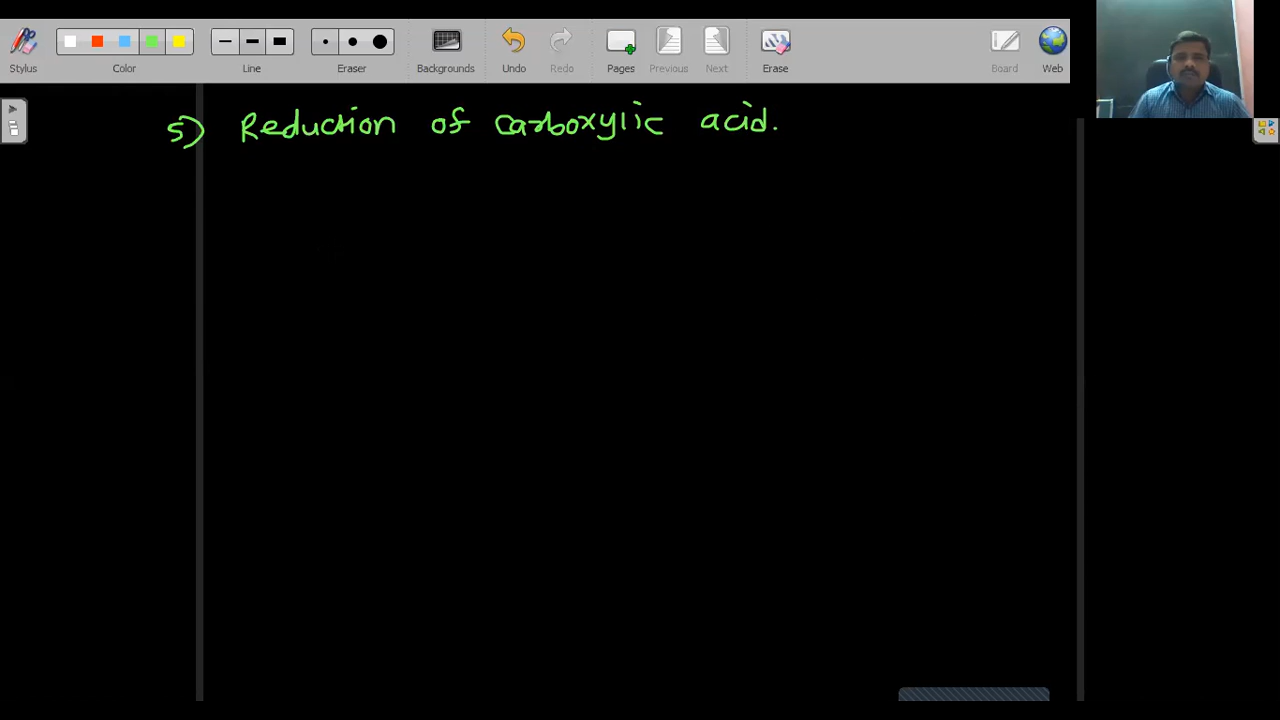 Stylus Color Line Eraser Backgrounds Undo Redo Pages Previous Next Erase Board Web
5) Reduction of carboxylic acid.